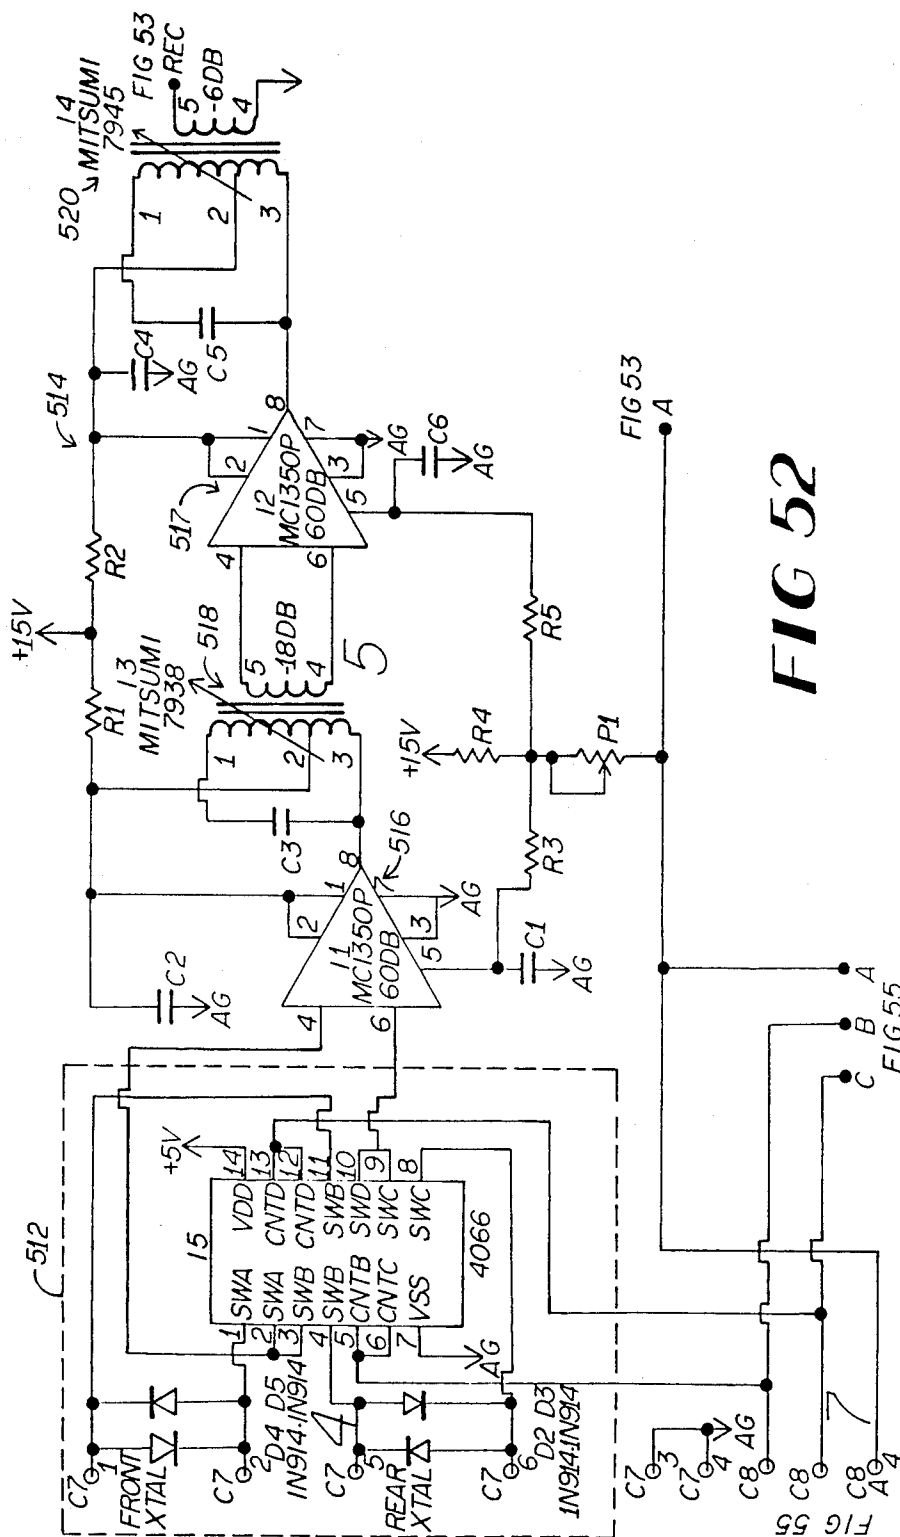 FIG 52
512
C7
1
FRONT
XTAL
C7
2
D4 D5
1N914·1N914
C7
5
4
REAR
XTAL
C7
6
D2 D3
1N914·1N914
15
4066
1 SWA
2 SWA
3 SWB
4 SWB
5 CNTB
6 CNTC
7 VSS
VDD 14
CNTD 13
CNTD 12
SWB 11
SWD 10
SWC 9
SWC 8
+5V
AG
C2
AG
4
6
11
MC1350P
60DB
2
1
8
7
3
5
AG
516
C1
AG
R1
+15V
R2
514
13
MITSUMI
7938
518
C3
1
2
3
5
-18DB
4
5
517
4
6
12
MC1350P
60DB
2
1
8
7
3
5
AG
C6
AG
C4
AG
C5
520
14
MITSUMI
7945
1
2
3
FIG 53
REC
5
-6DB
4
+15V
R4
R3
R5
P1
FIG 53
A
A
B
C
FIG 55
C7
3
C7
4
AG
C8
C8
7
C8
A 4
FIG 55